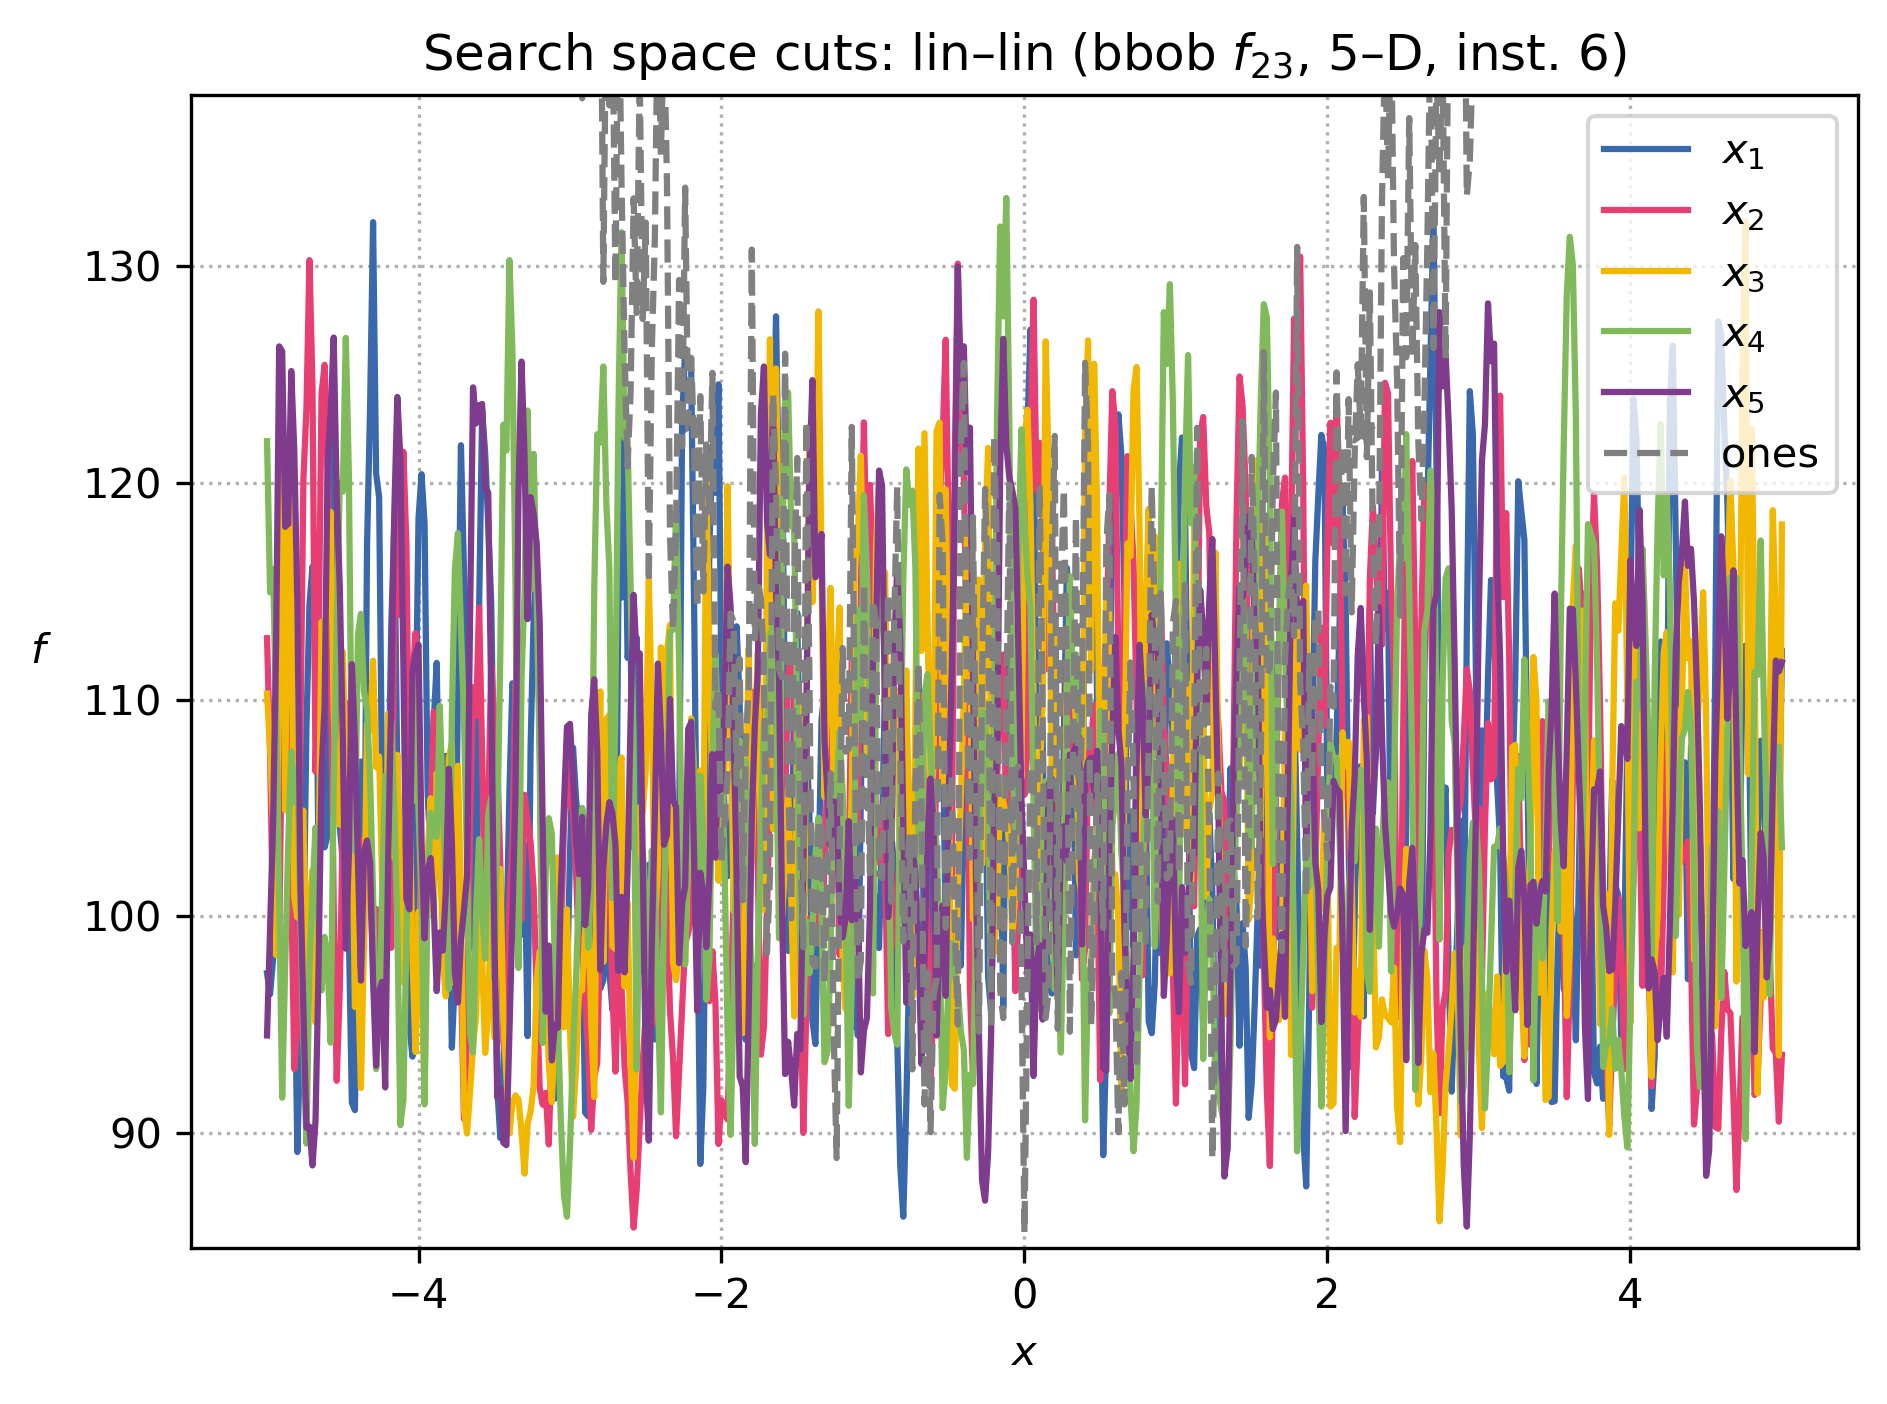 Search space cuts: lin–lin (bbob f₂₃, 5–D, inst. 6)
130
120
110
100
90
f
−4
−2
0
2
4
x
x₁
x₂
x₃
x₄
x₅
ones